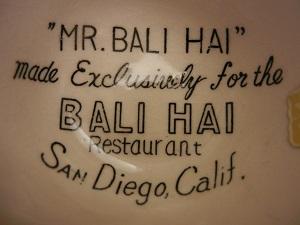 "MR. BALI HAI"
made Exclusively for the
BALI HAI
Restaurant
SAN DIEGO, Calif.